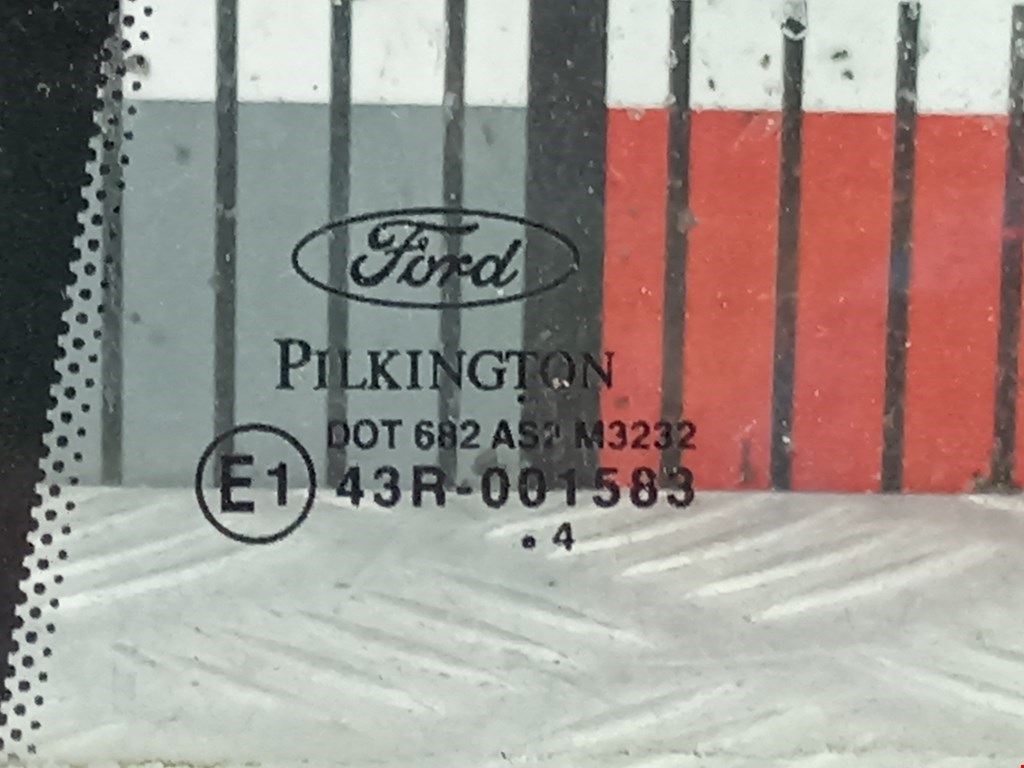 Ford
PILKINGTON
DOT 682 AS2 M3232
E1 43R-001583
. 4